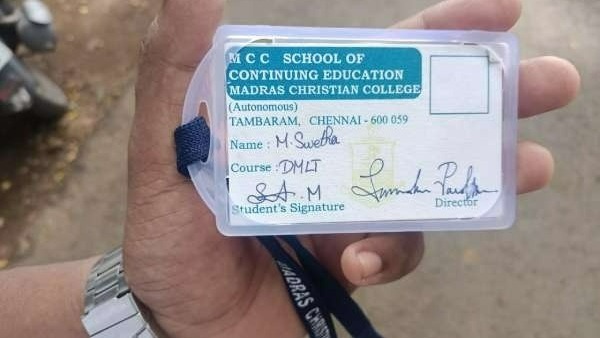 M C C SCHOOL OF
CONTINUING EDUCATION
MADRAS CHRISTIAN COLLEGE
(Autonomous)
TAMBARAM, CHENNAI - 600 059
Name : M. Swetha
Course : DMLT
Student's Signature
Director
MADRAS CHRIST